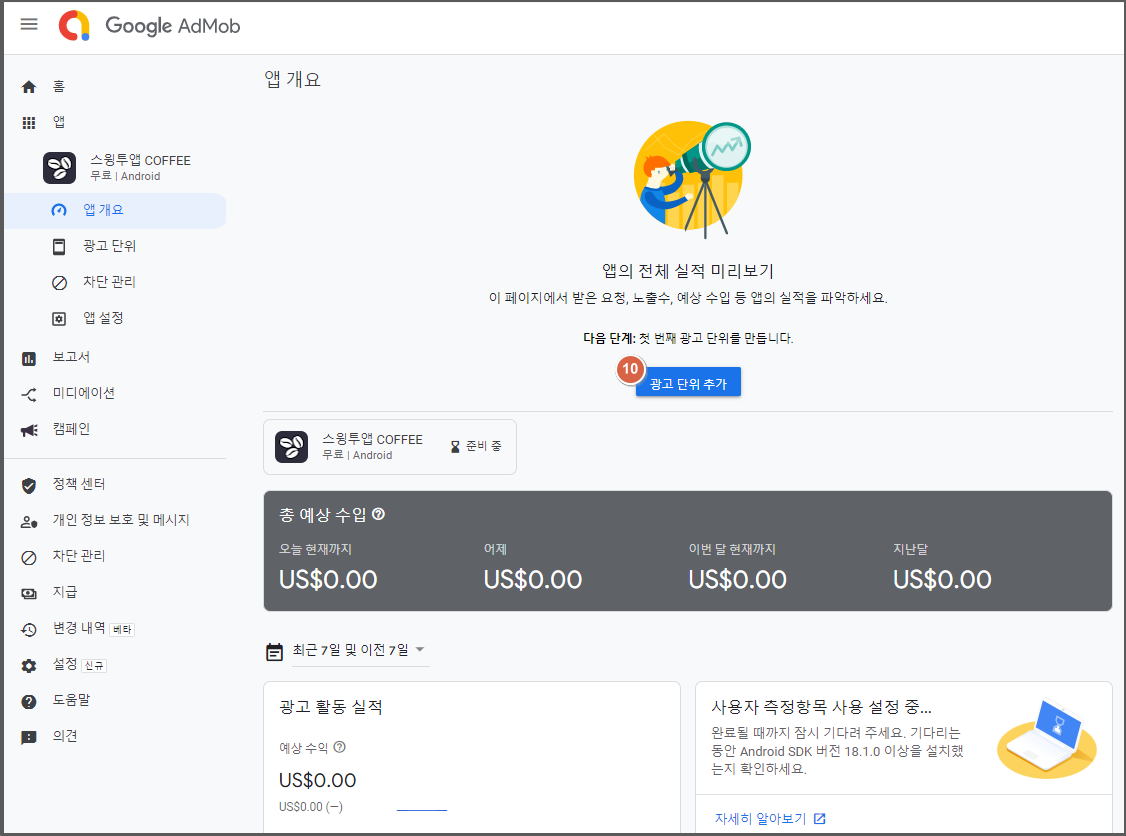 Google AdMob
홈
앱
스윙투앱 COFFEE
무료 | Android
앱 개요
광고 단위
차단 관리
앱 설정
보고서
미디에이션
캠페인
정책 센터
개인 정보 보호 및 메시지
차단 관리
지급
변경 내역 베타
설정 신규
도움말
의견
앱 개요
앱의 전체 실적 미리보기
이 페이지에서 받은 요청, 노출수, 예상 수입 등 앱의 실적을 파악하세요.
다음 단계: 첫 번째 광고 단위를 만듭니다.
10
광고 단위 추가
스윙투앱 COFFEE
무료 | Android
준비 중
총 예상 수입
오늘 현재까지
US$0.00
어제
US$0.00
이번 달 현재까지
US$0.00
지난달
US$0.00
최근 7일 및 이전 7일
광고 활동 실적
예상 수익
US$0.00
US$0.00 (—)
사용자 측정항목 사용 설정 중...
완료될 때까지 잠시 기다려 주세요. 기다리는
동안 Android SDK 버전 18.1.0 이상을 설치했
는지 확인하세요.
자세히 알아보기